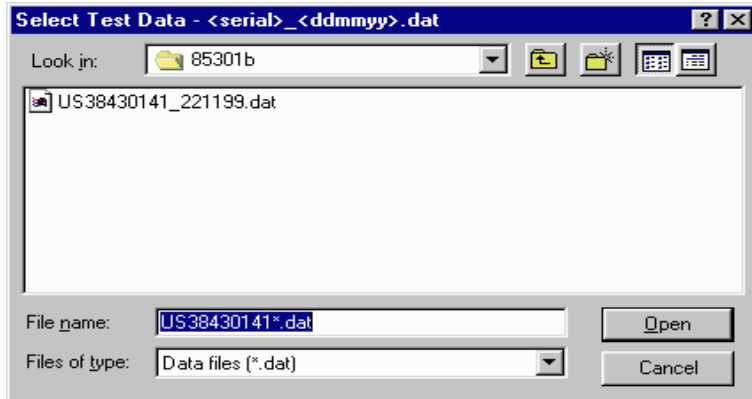 Select Test Data - <serial>_<ddmmyy>.dat
Look in: 85301b
US38430141_221199.dat
File name: US38430141*.dat Open
Files of type: Data files (*.dat) Cancel